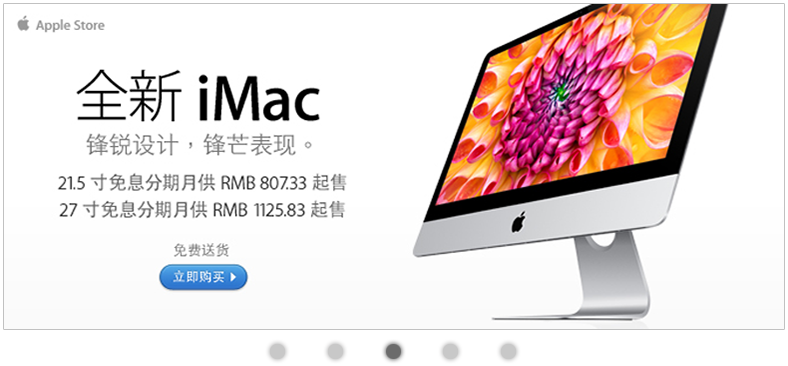 Apple Store
全新 iMac
锋锐设计，锋芒表现。
21.5 寸免息分期月供 RMB 807.33 起售
27 寸免息分期月供 RMB 1125.83 起售
免费送货
立即购买